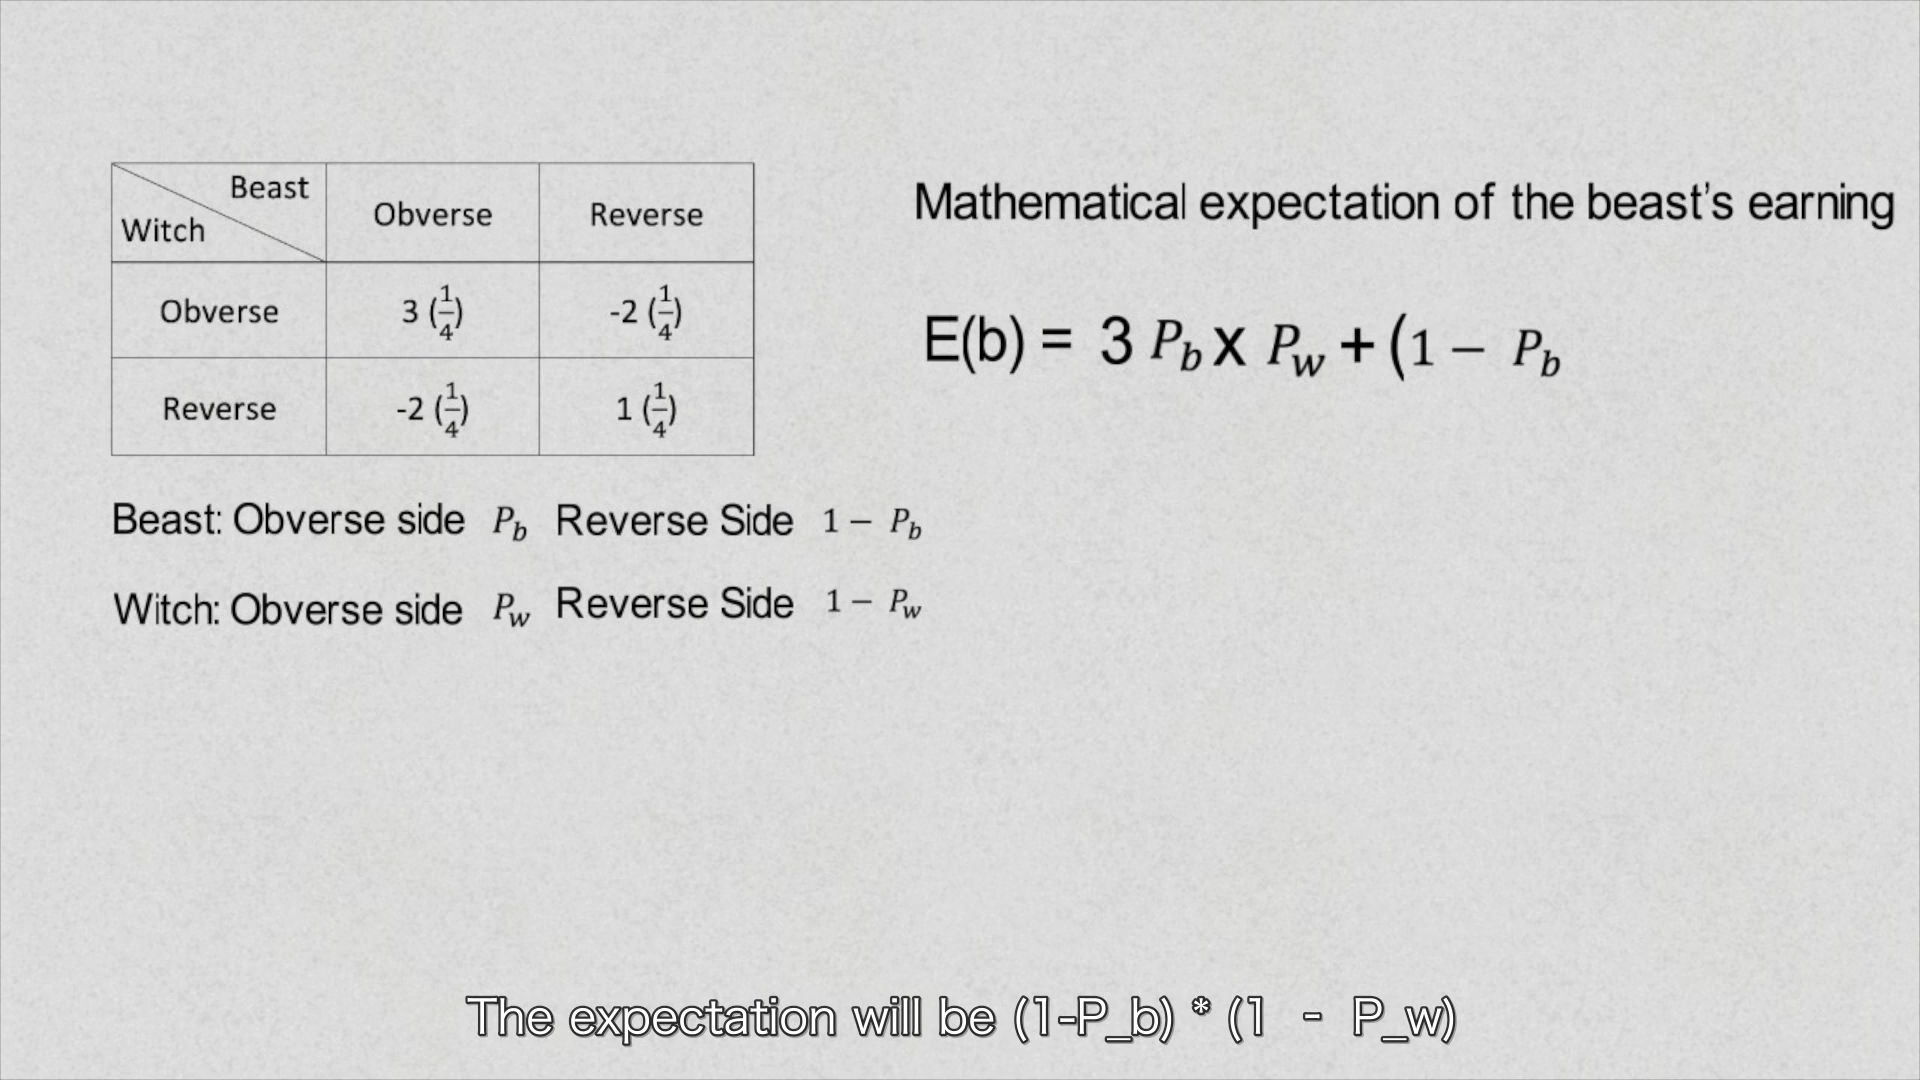 Beast
Witch
Obverse Reverse
Obverse 3 (1/4) -2 (1/4)
Reverse -2 (1/4) 1 (1/4)
Beast: Obverse side P_b Reverse Side 1 − P_b
Witch: Obverse side P_w Reverse Side 1 − P_w
Mathematical expectation of the beast's earning
E(b) = 3 P_b x P_w + (1 − P_b
The expectation will be (1-P_b) * (1 - P_w)